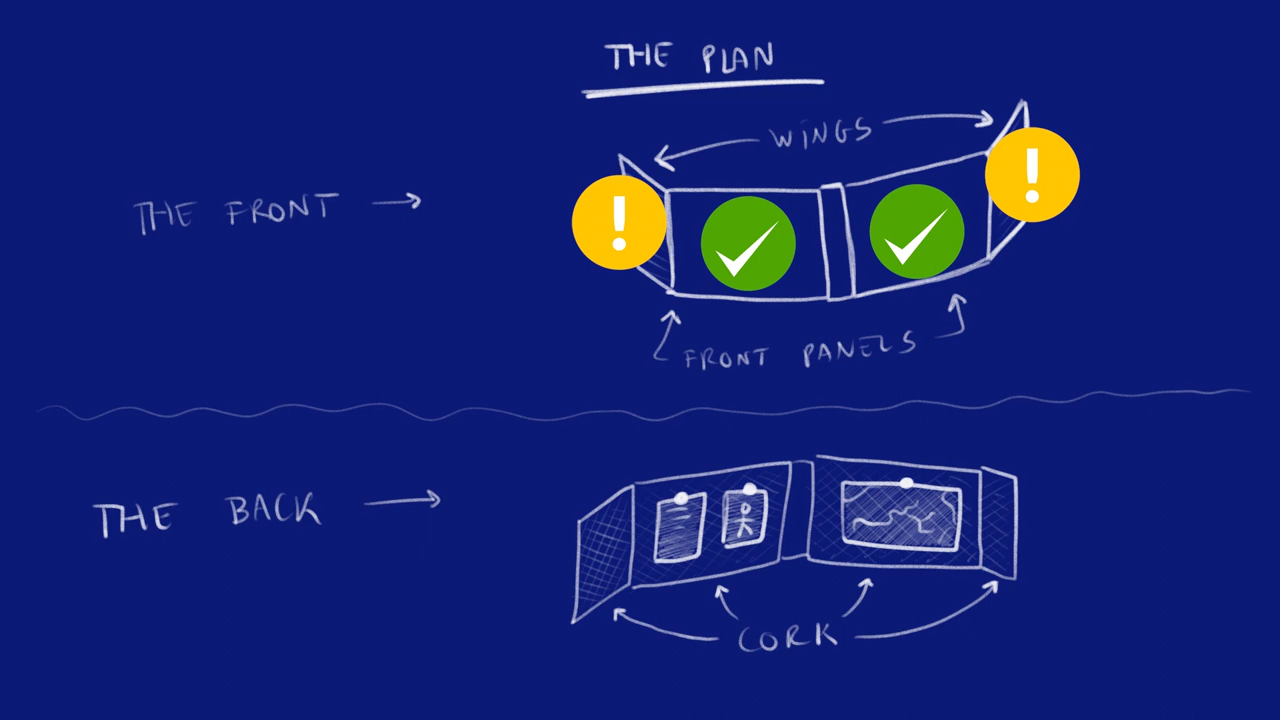 THE PLAN
WINGS
THE FRONT
FRONT PANELS
THE BACK
CORK